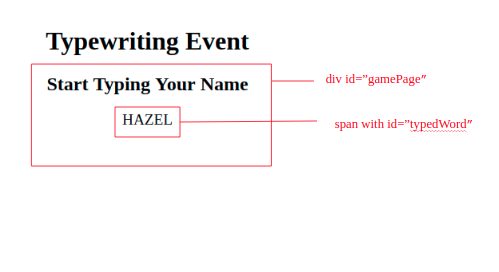 Typewriting Event
Start Typing Your Name
div id="gamePage"
HAZEL
span with id="typedWord"